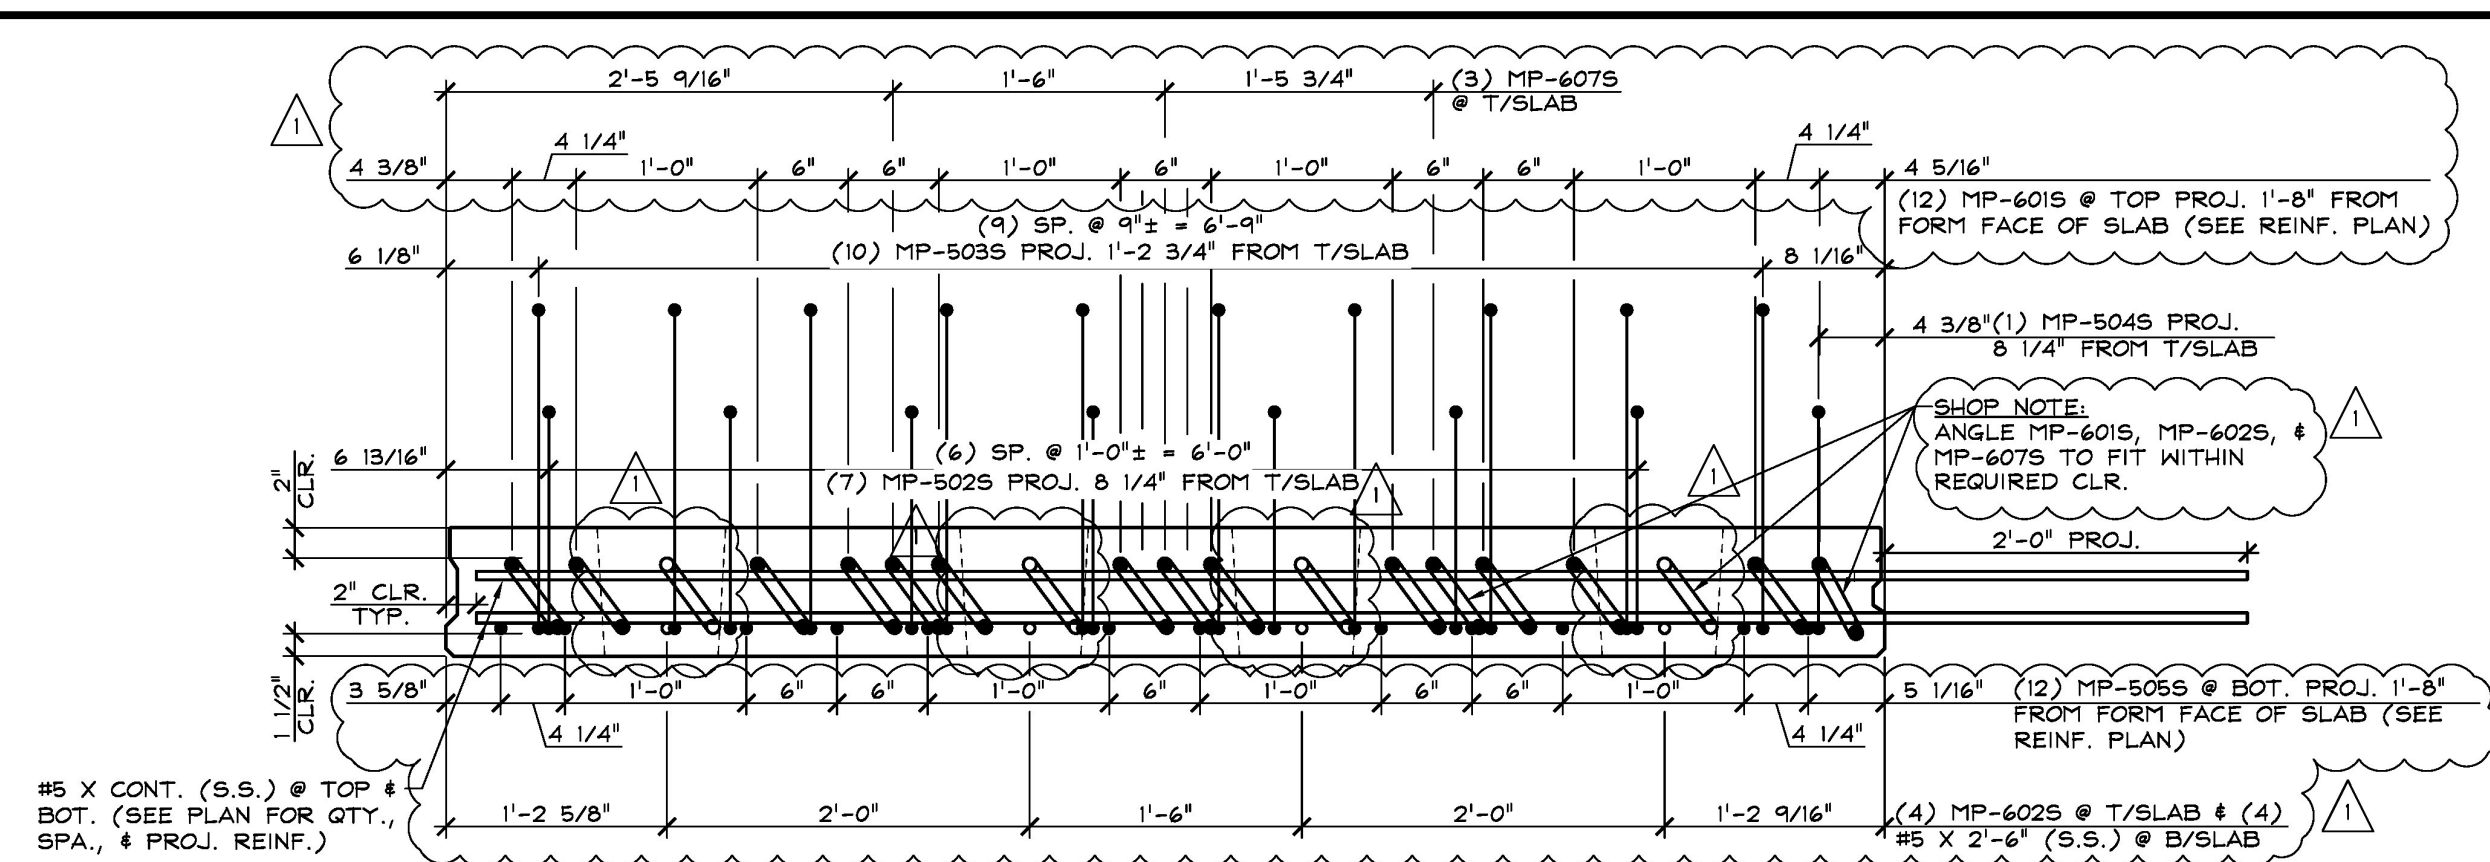 2'-5 9/16" 1'-6" 1'-5 3/4" (3) MP-607S
@ T/SLAB
1
4 1/4" 4 1/4"
4 3/8" 1'-0" 6" 6" 1'-0" 6" 1'-0" 6" 6" 1'-0" 4 5/16"
(12) MP-601S @ TOP PROJ. 1'-8" FROM
FORM FACE OF SLAB (SEE REINF. PLAN)
(9) SP. @ 9"± = 6'-9"
6 1/8" (10) MP-503S PROJ. 1'-2 3/4" FROM T/SLAB 8 1/16"
4 3/8" (1) MP-504S PROJ.
8 1/4" FROM T/SLAB
SHOP NOTE:
ANGLE MP-601S, MP-602S, &
MP-607S TO FIT WITHIN
REQUIRED CLR.
1
6 13/16" (6) SP. @ 1'-0"± = 6'-0"
(7) MP-502S PROJ. 8 1/4" FROM T/SLAB
1
1
1
1
2"
CLR.
2'-0" PROJ.
2" CLR.
TYP.
1 1/2"
CLR.
3 5/8" 1'-0" 6" 6" 1'-0" 6" 1'-0" 6" 6" 1'-0" 5 1/16"
4 1/4" 4 1/4"
(12) MP-505S @ BOT. PROJ. 1'-8"
FROM FORM FACE OF SLAB (SEE
REINF. PLAN)
#5 X CONT. (S.S.) @ TOP &
BOT. (SEE PLAN FOR QTY.,
SPA., & PROJ. REINF.)
1'-2 5/8" 2'-0" 1'-6" 2'-0" 1'-2 9/16"
(4) MP-602S @ T/SLAB & (4)
#5 X 2'-6" (S.S.) @ B/SLAB
1